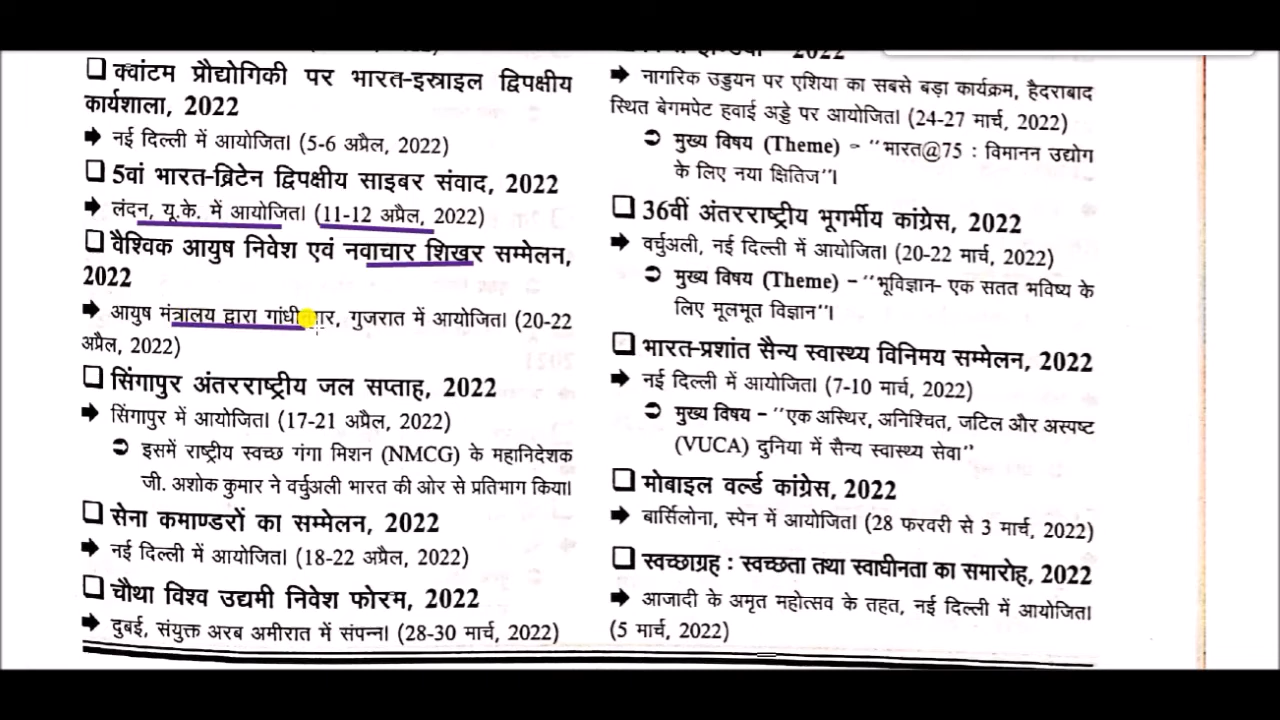 ❑ क्वांटम प्रौद्योगिकी पर भारत-इस्राइल द्विपक्षीय
कार्यशाला, 2022
➡ नई दिल्ली में आयोजित। (5-6 अप्रैल, 2022)
❑ 5वां भारत-ब्रिटेन द्विपक्षीय साइबर संवाद, 2022
➡ लंदन, यू.के. में आयोजित। (11-12 अप्रैल, 2022)
❑ वैश्विक आयुष निवेश एवं नवाचार शिखर सम्मेलन,
2022
➡ आयुष मंत्रालय द्वारा गांधीनगर, गुजरात में आयोजित। (20-22
अप्रैल, 2022)
❑ सिंगापुर अंतरराष्ट्रीय जल सप्ताह, 2022
➡ सिंगापुर में आयोजित। (17-21 अप्रैल, 2022)
➲ इसमें राष्ट्रीय स्वच्छ गंगा मिशन (NMCG) के महानिदेशक
जी. अशोक कुमार ने वर्चुअली भारत की ओर से प्रतिभाग किया।
❑ सेना कमाण्डरों का सम्मेलन, 2022
➡ नई दिल्ली में आयोजित। (18-22 अप्रैल, 2022)
❑ चौथा विश्व उद्यमी निवेश फोरम, 2022
➡ दुबई, संयुक्त अरब अमीरात में संपन्न। (28-30 मार्च, 2022)
2022
➡ नागरिक उड्डयन पर एशिया का सबसे बड़ा कार्यक्रम, हैदराबाद
स्थित बेगमपेट हवाई अड्डे पर आयोजित। (24-27 मार्च, 2022)
➲ मुख्य विषय (Theme) - "भारत@75 : विमानन उद्योग
के लिए नया क्षितिज"।
❑ 36वीं अंतरराष्ट्रीय भूगर्भीय कांग्रेस, 2022
➡ वर्चुअली, नई दिल्ली में आयोजित। (20-22 मार्च, 2022)
➲ मुख्य विषय (Theme) - "भूविज्ञान- एक सतत भविष्य के
लिए मूलभूत विज्ञान"।
❑ भारत-प्रशांत सैन्य स्वास्थ्य विनिमय सम्मेलन, 2022
➡ नई दिल्ली में आयोजित। (7-10 मार्च, 2022)
➲ मुख्य विषय - "एक अस्थिर, अनिश्चित, जटिल और अस्पष्ट
(VUCA) दुनिया में सैन्य स्वास्थ्य सेवा"
❑ मोबाइल वर्ल्ड कांग्रेस, 2022
➡ बार्सिलोना, स्पेन में आयोजित। (28 फरवरी से 3 मार्च, 2022)
❑ स्वच्छाग्रह : स्वच्छता तथा स्वाधीनता का समारोह, 2022
➡ आजादी के अमृत महोत्सव के तहत, नई दिल्ली में आयोजित।
(5 मार्च, 2022)